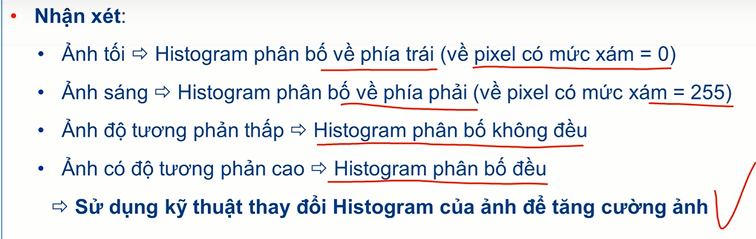 • Nhận xét:
• Ảnh tối ⇨ Histogram phân bố về phía trái (về pixel có mức xám = 0)
• Ảnh sáng ⇨ Histogram phân bố về phía phải (về pixel có mức xám = 255)
• Ảnh độ tương phản thấp ⇨ Histogram phân bố không đều
• Ảnh có độ tương phản cao ⇨ Histogram phân bố đều
⇨ Sử dụng kỹ thuật thay đổi Histogram của ảnh để tăng cường ảnh